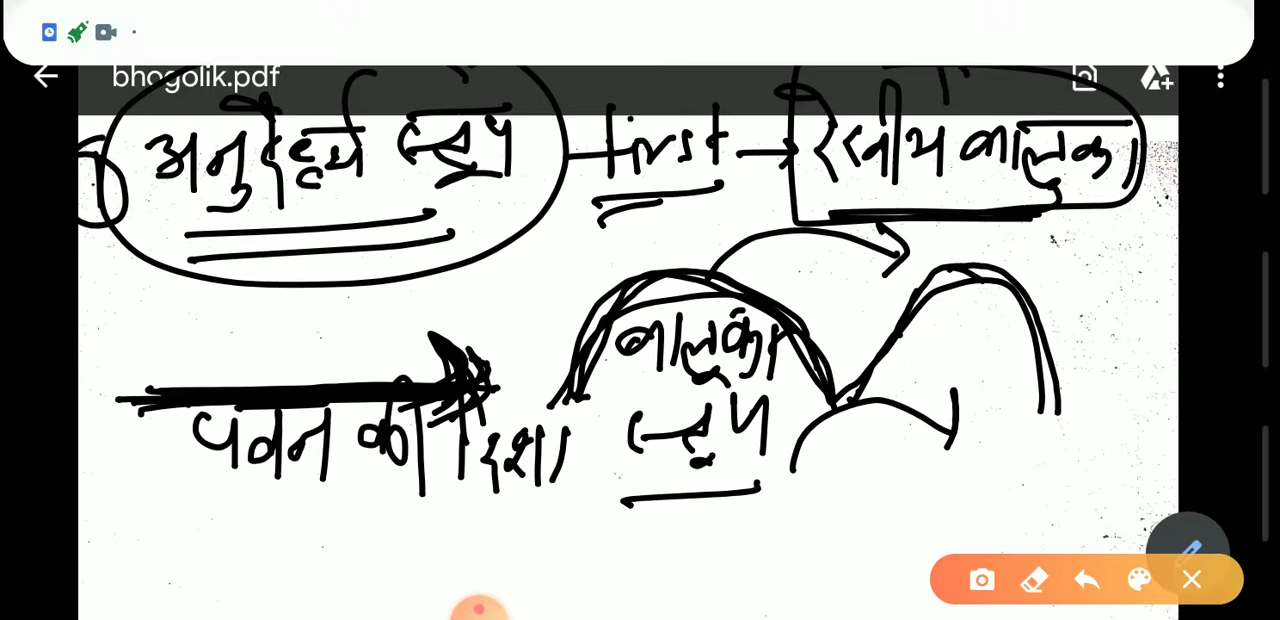 bhogolik.pdf
अनुदैर्ध्य स्तूप first → रेखीय बालुका
बालुका
स्तूप
पवन की दिशा